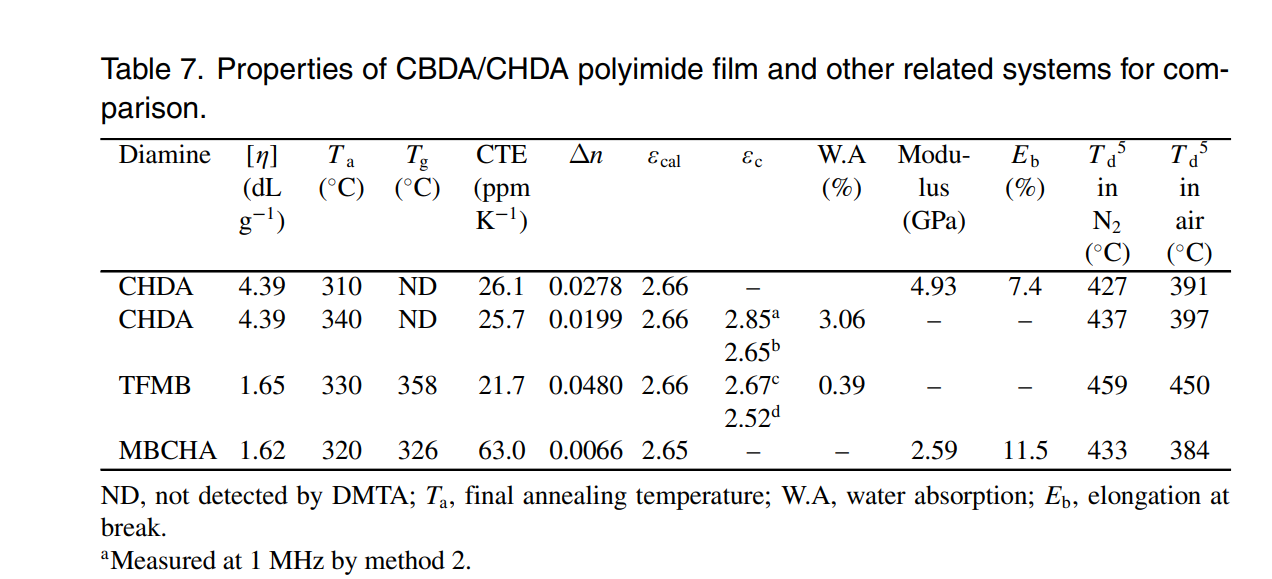 Table 7. Properties of CBDA/CHDA polyimide film and other related systems for com-
parison.
Diamine [η] Ta Tg CTE Δn εcal εc W.A Modu- Eb Td5 Td5
(dL (°C) (°C) (ppm (%) lus (%) in in
g−1) K−1) (GPa) N2 air
(°C) (°C)
CHDA 4.39 310 ND 26.1 0.0278 2.66 – 4.93 7.4 427 391
CHDA 4.39 340 ND 25.7 0.0199 2.66 2.85a 3.06 – – 437 397
2.65b
TFMB 1.65 330 358 21.7 0.0480 2.66 2.67c 0.39 – – 459 450
2.52d
MBCHA 1.62 320 326 63.0 0.0066 2.65 – – 2.59 11.5 433 384
ND, not detected by DMTA; Ta, final annealing temperature; W.A, water absorption; Eb, elongation at
break.
aMeasured at 1 MHz by method 2.